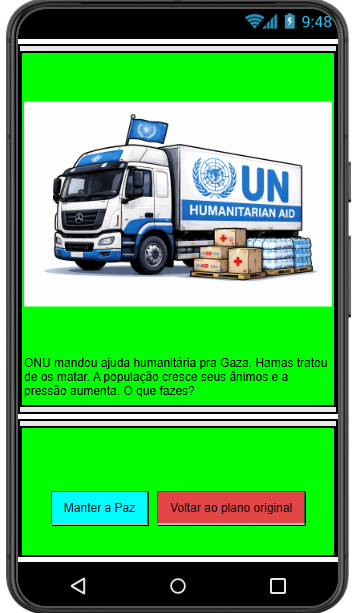 9:48
UN
HUMANITARIAN AID
ONU mandou ajuda humanitária pra Gaza. Hamas tratou
de os matar. A população cresce seus ânimos e a
pressão aumenta. O que fazes?
Manter a Paz
Voltar ao plano original